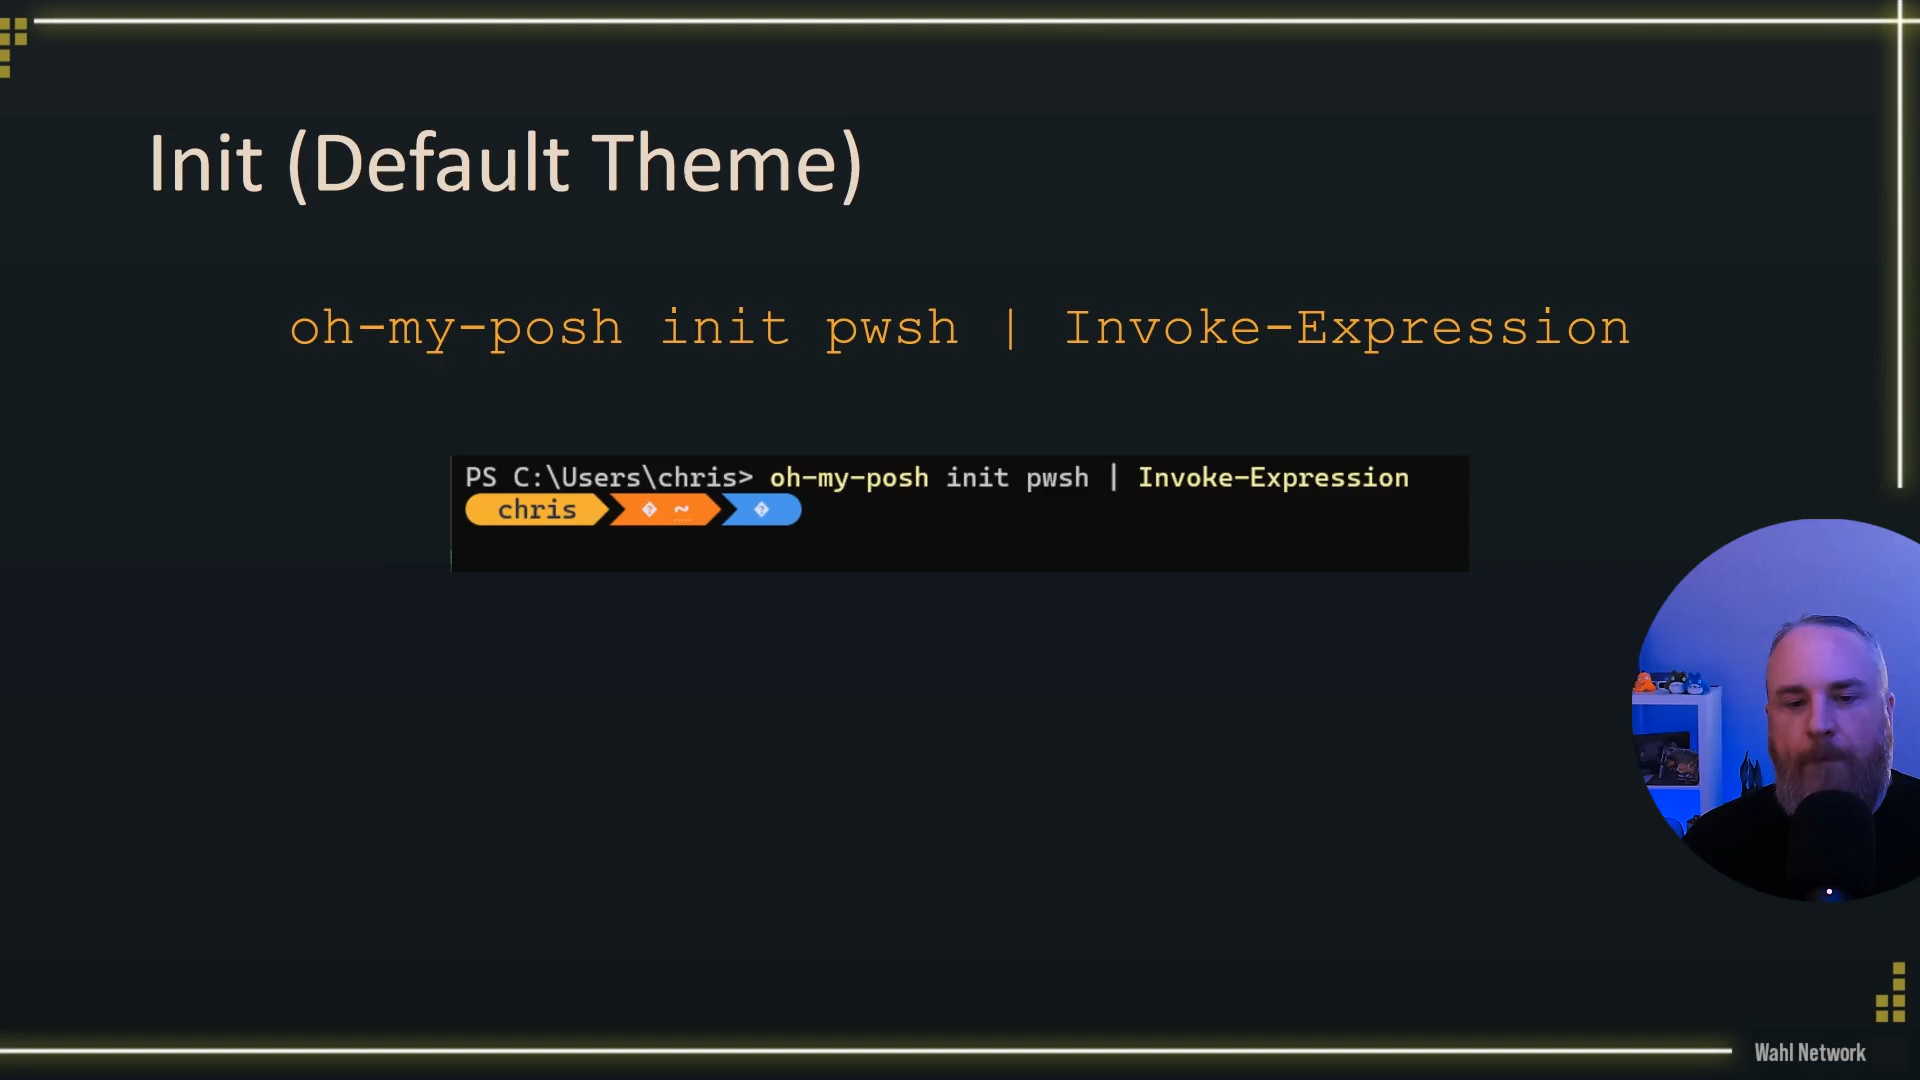 Init (Default Theme)
oh-my-posh init pwsh | Invoke-Expression
PS C:\Users\chris> oh-my-posh init pwsh | Invoke-Expression
chris � ~ �
Wahl Network